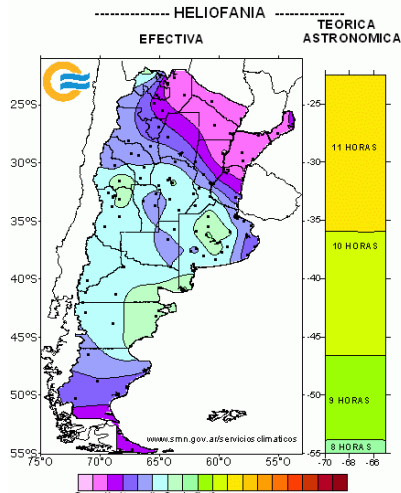 HELIOFANIA
EFECTIVA
TEORICA
ASTRONOMICA
25°S
30°S
35°S
40°S
45°S
50°S
55°S
75°O
70°O
65°O
60°O
55°O
www.smn.gov.ar/servicios climaticos
-25
-30
-35
-40
-45
-50
-55
11 HORAS
10 HORAS
9 HORAS
8 HORAS
-70
-69
-68
-67
-66